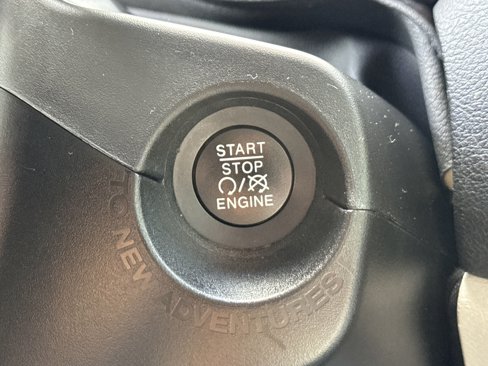 START
STOP
ENGINE
TO NEW ADVENTURES